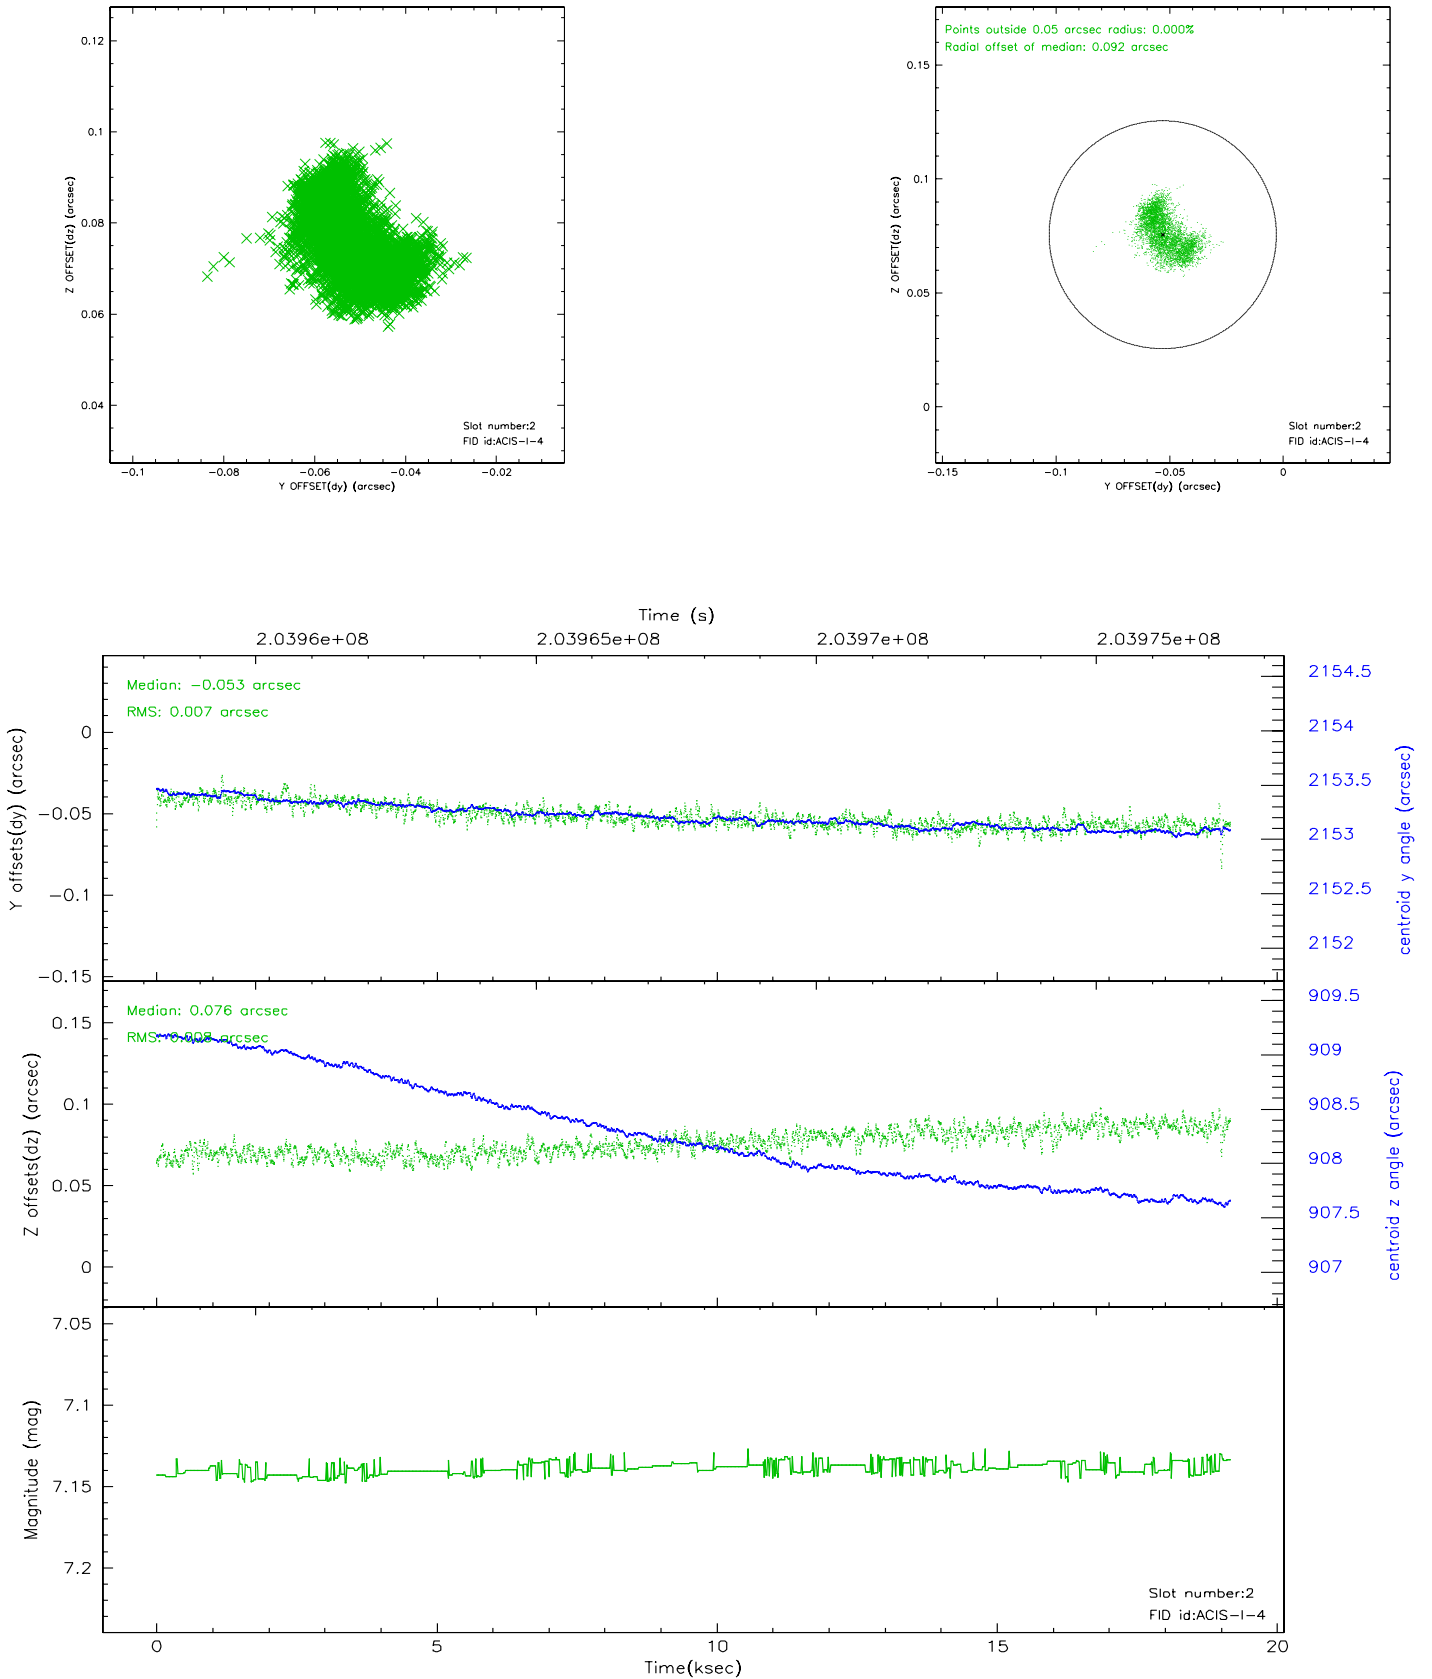 0.12
0.1
0.08
0.06
0.04
Z OFFSET(dz) (arcsec)
−0.1
−0.08
−0.06
−0.04
−0.02
Y OFFSET(dy) (arcsec)
Slot number:2
FID id:ACIS−I−4
Points outside 0.05 arcsec radius: 0.000%
Radial offset of median: 0.092 arcsec
0.15
0.1
0.05
0
Z OFFSET(dz) (arcsec)
−0.15
−0.1
−0.05
0
Y OFFSET(dy) (arcsec)
Slot number:2
FID id:ACIS−I−4
Time (s)
2.0396e+08
2.03965e+08
2.0397e+08
2.03975e+08
Median: −0.053 arcsec
RMS: 0.007 arcsec
0
−0.05
−0.1
−0.15
Y offsets(dy) (arcsec)
2154.5
2154
2153.5
2153
2152.5
2152
centroid y angle (arcsec)
Median: 0.076 arcsec
RMS: 0.008 arcsec
0.15
0.1
0.05
0
Z offsets(dz) (arcsec)
909.5
909
908.5
908
907.5
907
centroid z angle (arcsec)
7.05
7.1
7.15
7.2
Magnitude (mag)
Slot number:2
FID id:ACIS−I−4
0
5
10
15
20
Time(ksec)